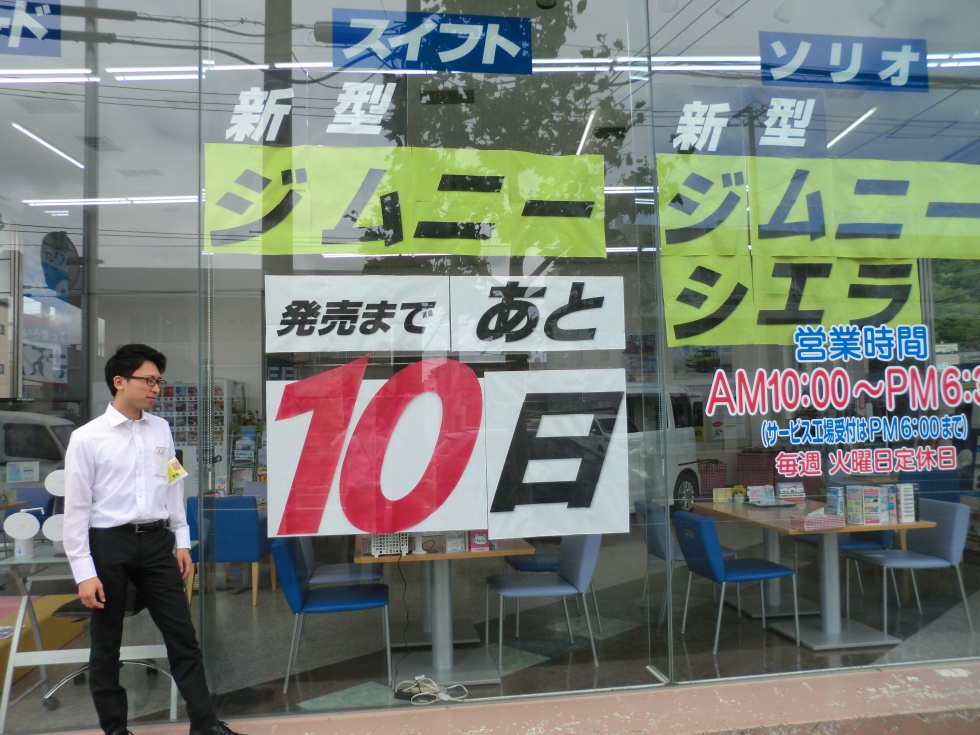 ド
スイフト
ソリオ
新型
ジムニー
発売まで あと
10日
新型
ジムニー
シエラ
営業時間
AM10:00～PM6:3
(サービス工場受付はPM6:00まで)
毎週 火曜日定休日